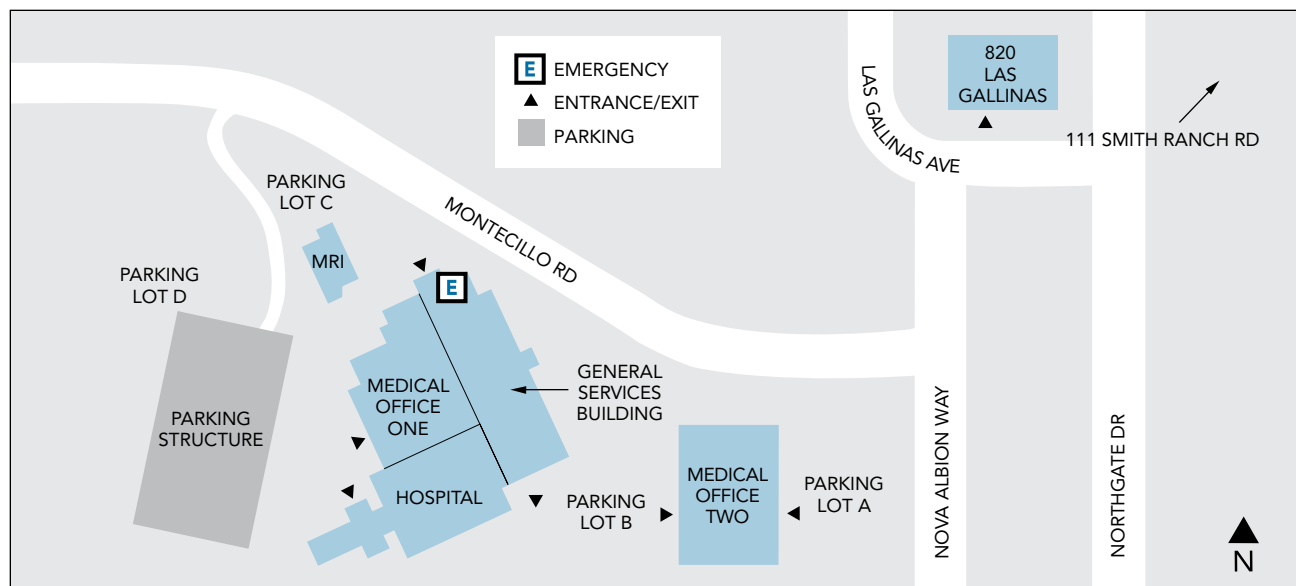 E EMERGENCY
ENTRANCE/EXIT
PARKING
820
LAS
GALLINAS
LAS GALLINAS AVE
111 SMITH RANCH RD
MONTECILLO RD
PARKING
LOT C
MRI
PARKING
LOT D
E
GENERAL
SERVICES
BUILDING
MEDICAL
OFFICE
ONE
PARKING
STRUCTURE
HOSPITAL
PARKING
LOT B
MEDICAL
OFFICE
TWO
PARKING
LOT A
NOVA ALBION WAY
NORTHGATE DR
N